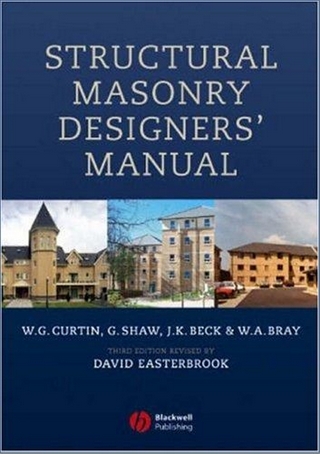 STRUCTURAL
MASONRY
DESIGNERS’
MANUAL
W.G. CURTIN, G. SHAW, J.K. BECK & W.A. BRAY
THIRD EDITION REVISED BY
DAVID EASTERBROOK
Blackwell
Publishing